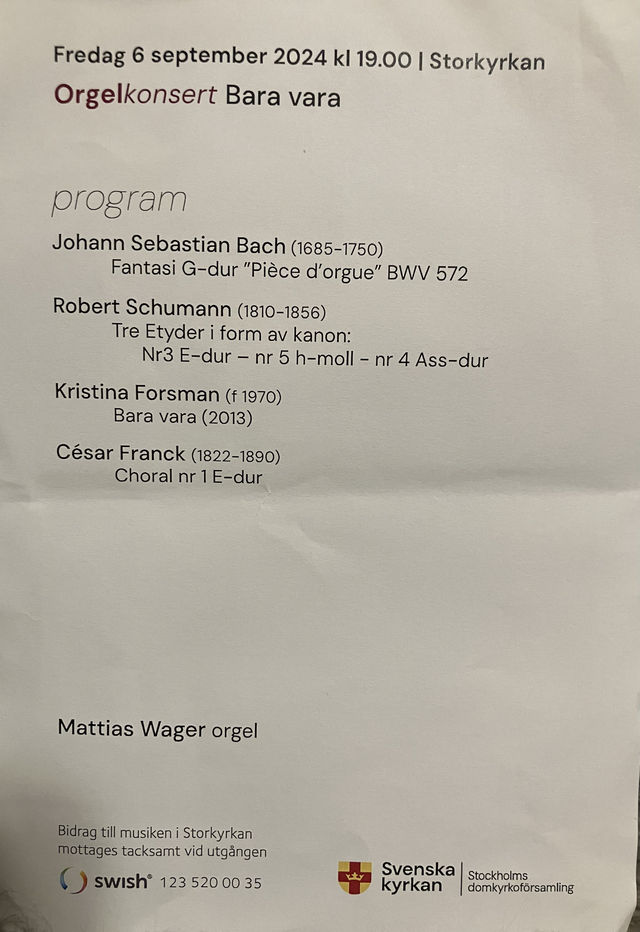 Fredag 6 september 2024 kl 19.00 | Storkyrkan
Orgelkonsert Bara vara
program
Johann Sebastian Bach (1685-1750)
Fantasi G-dur "Pièce d'orgue" BWV 572
Robert Schumann (1810-1856)
Tre Etyder i form av kanon:
Nr3 E-dur – nr 5 h-moll - nr 4 Ass-dur
Kristina Forsman (f 1970)
Bara vara (2013)
César Franck (1822-1890)
Choral nr 1 E-dur
Mattias Wager orgel
Bidrag till musiken i Storkyrkan
mottages tacksamt vid utgången
swish® 123 520 00 35
Svenska
kyrkan
Stockholms
domkyrkoförsamling